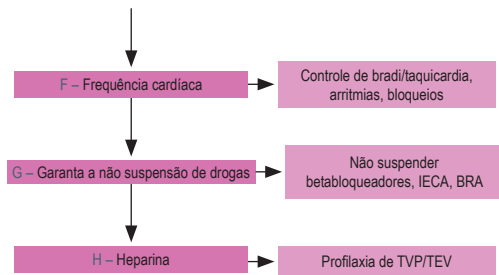 F – Frequência cardíaca
Controle de bradi/taquicardia,
arritmias, bloqueios
G – Garanta a não suspensão de drogas
Não suspender
betabloqueadores, IECA, BRA
H – Heparina
Profilaxia de TVP/TEV